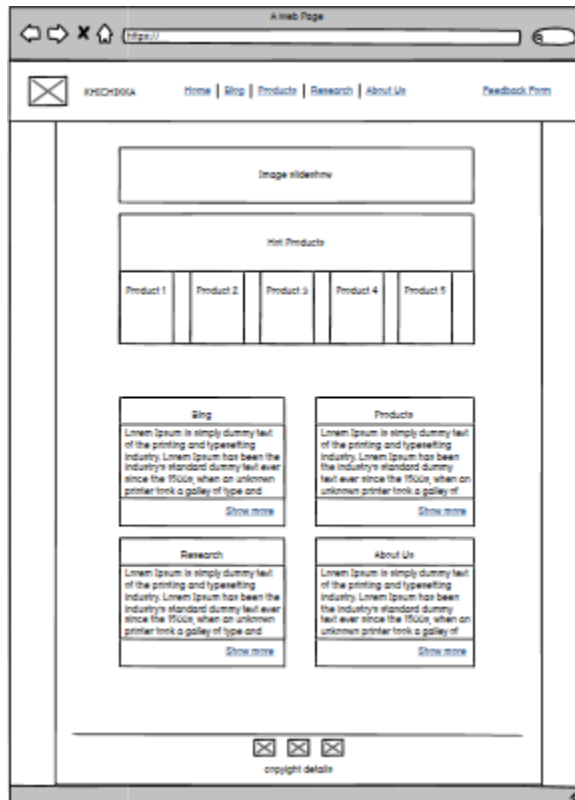 A Web Page
https://
KHICHIKKA Home | Blog | Products | Research | About Us Feedback Form
Image slideshow
Hot Products
Product 1 Product 2 Product 3 Product 4 Product 5
Blog
Lorem Ipsum is simply dummy text
of the printing and typesetting
industry. Lorem Ipsum has been the
industry's standard dummy text ever
since the 1500s, when an unknown
printer took a galley of type and
Show more
Products
Lorem Ipsum is simply dummy text
of the printing and typesetting
industry. Lorem Ipsum has been
the industry's standard dummy
text ever since the 1500s, when an
unknown printer took a galley of
Show more
Research
Lorem Ipsum is simply dummy text
of the printing and typesetting
industry. Lorem Ipsum has been the
industry's standard dummy text ever
since the 1500s, when an unknown
printer took a galley of type and
Show more
About Us
Lorem Ipsum is simply dummy text
of the printing and typesetting
industry. Lorem Ipsum has been
the industry's standard dummy
text ever since the 1500s, when an
unknown printer took a galley of
Show more
copyight details